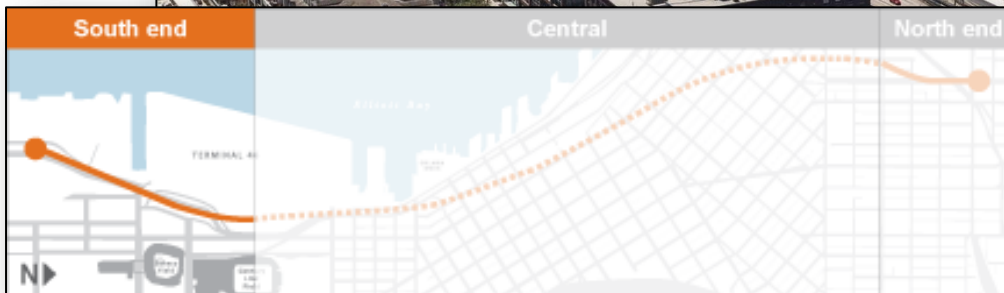 South end
Central
North end
Elliott Bay
TERMINAL 46
N